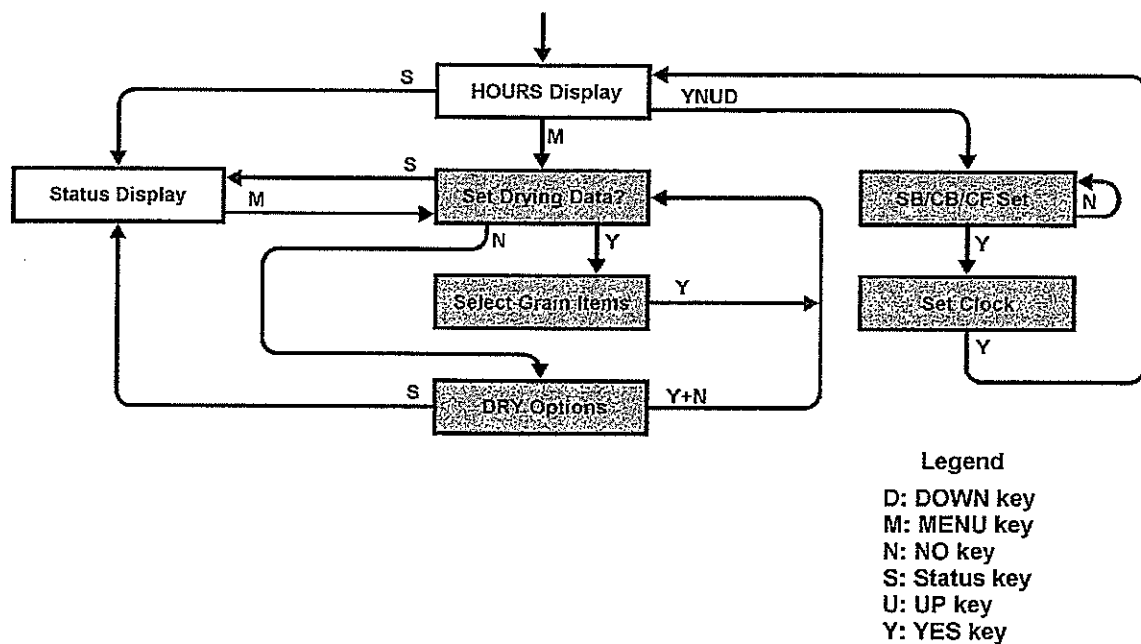 S
HOURS Display
YNUD
M
S
Status Display
M
Set Drying Data?
SB/CB/CF Set
N
N
Y
Y
Select Grain Items
Y
Set Clock
Y
S
DRY Options
Y+N
Legend
D: DOWN key
M: MENU key
N: NO key
S: Status key
U: UP key
Y: YES key